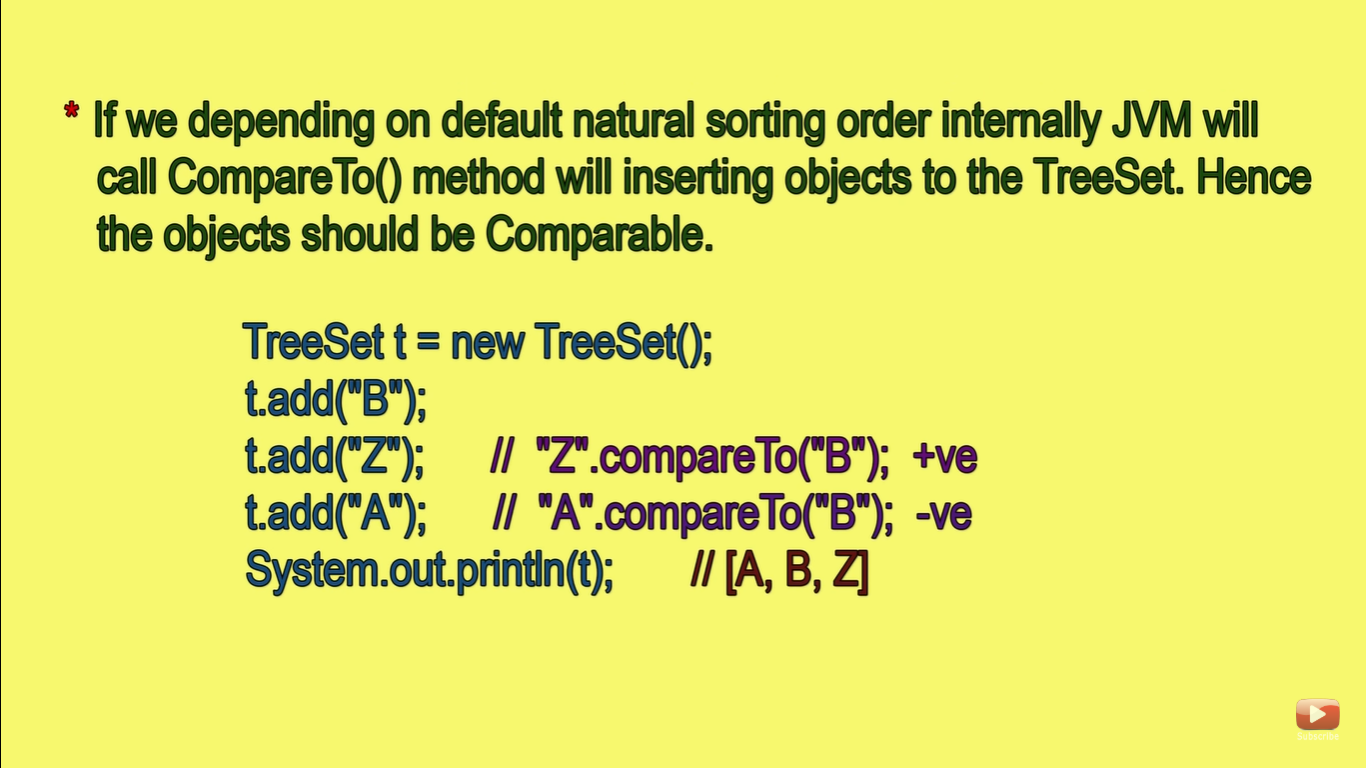 * If we depending on default natural sorting order internally JVM will
call CompareTo() method will inserting objects to the TreeSet. Hence
the objects should be Comparable.
TreeSet t = new TreeSet();
t.add("B");
t.add("Z"); // "Z".compareTo("B"); +ve
t.add("A"); // "A".compareTo("B"); -ve
System.out.println(t); // [A, B, Z]
Subscribe